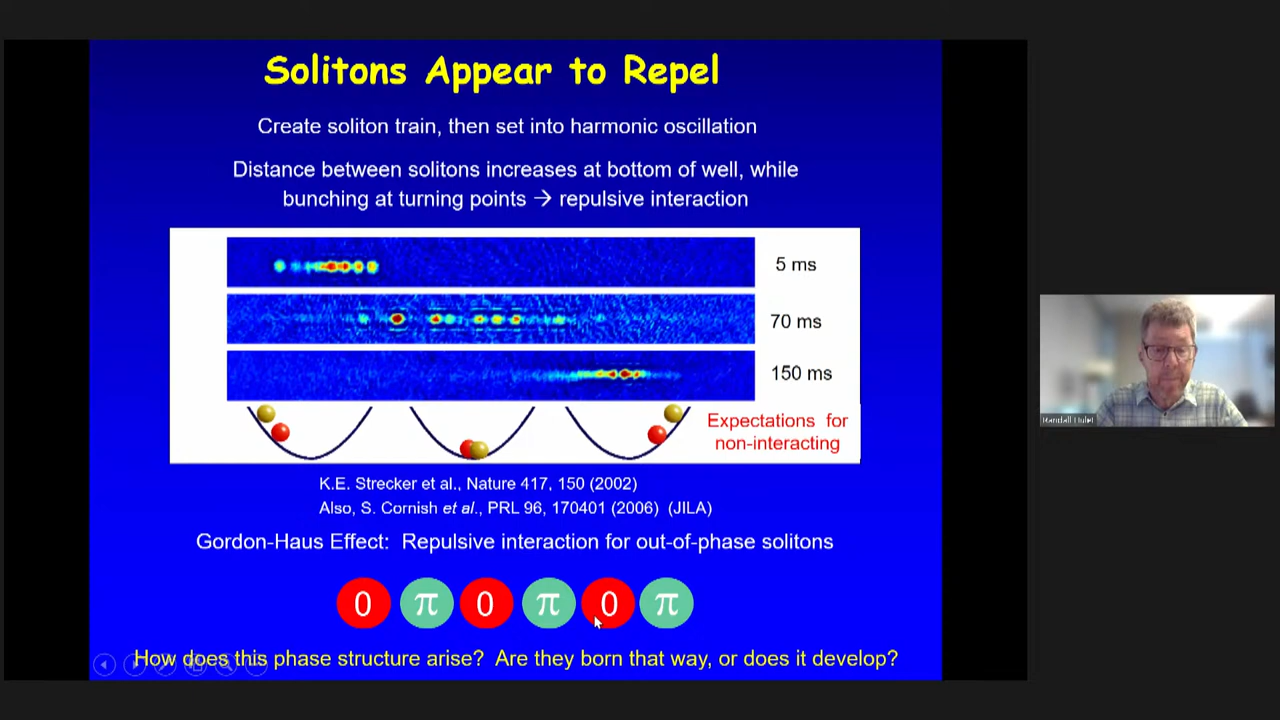 Solitons Appear to Repel
Create soliton train, then set into harmonic oscillation
Distance between solitons increases at bottom of well, while
bunching at turning points → repulsive interaction
5 ms
70 ms
150 ms
Expectations for
non-interacting
K.E. Strecker et al., Nature 417, 150 (2002)
Also, S. Cornish et al., PRL 96, 170401 (2006) (JILA)
Gordon-Haus Effect: Repulsive interaction for out-of-phase solitons
0 π 0 π 0 π
How does this phase structure arise? Are they born that way, or does it develop?
Randall Hulet